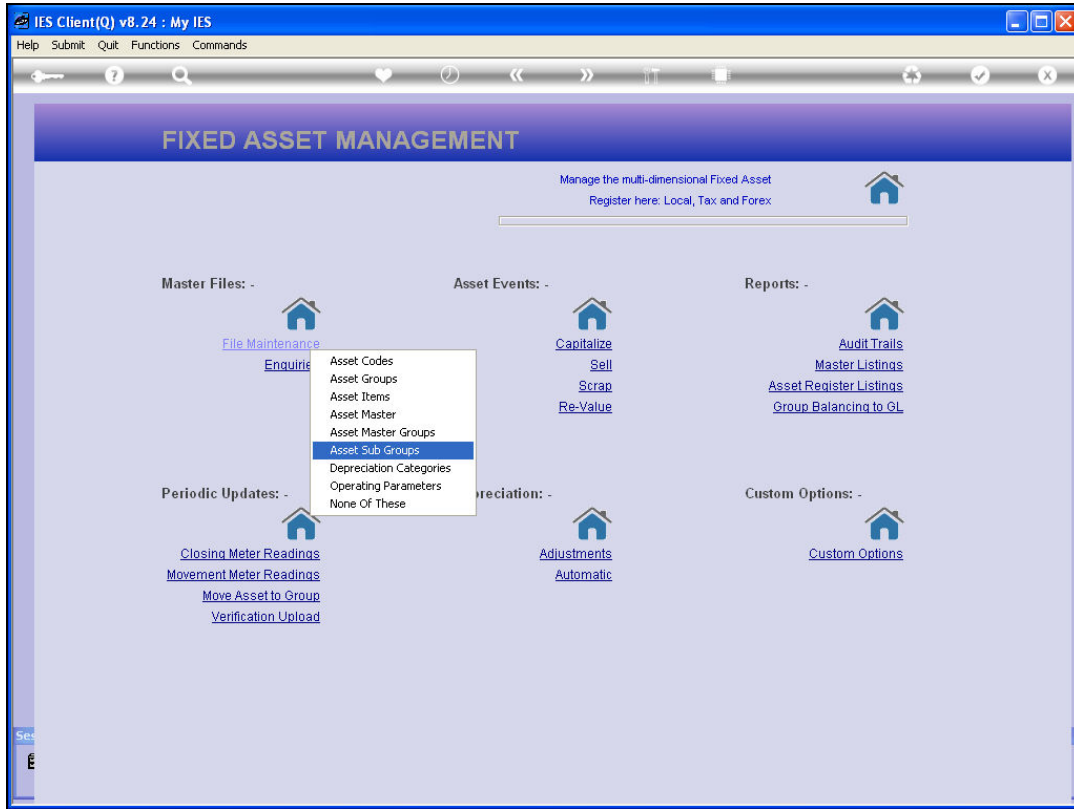 IES Client(Q) v8.24 : My IES
Help Submit Quit Functions Commands
FIXED ASSET MANAGEMENT
Manage the multi-dimensional Fixed Asset
Register here: Local, Tax and Forex
Master Files: -
File Maintenance
Asset Codes
Asset Groups
Asset Items
Asset Master
Asset Master Groups
Asset Sub Groups
Depreciation Categories
Operating Parameters
None Of These
Asset Events: -
Capitalize
Sell
Scrap
Re-Value
Reports: -
Audit Trails
Master Listings
Asset Register Listings
Group Balancing to GL
Periodic Updates: -
Closing Meter Readings
Movement Meter Readings
Move Asset to Group
Verification Upload
Adjustments
Automatic
Custom Options: -
Custom Options